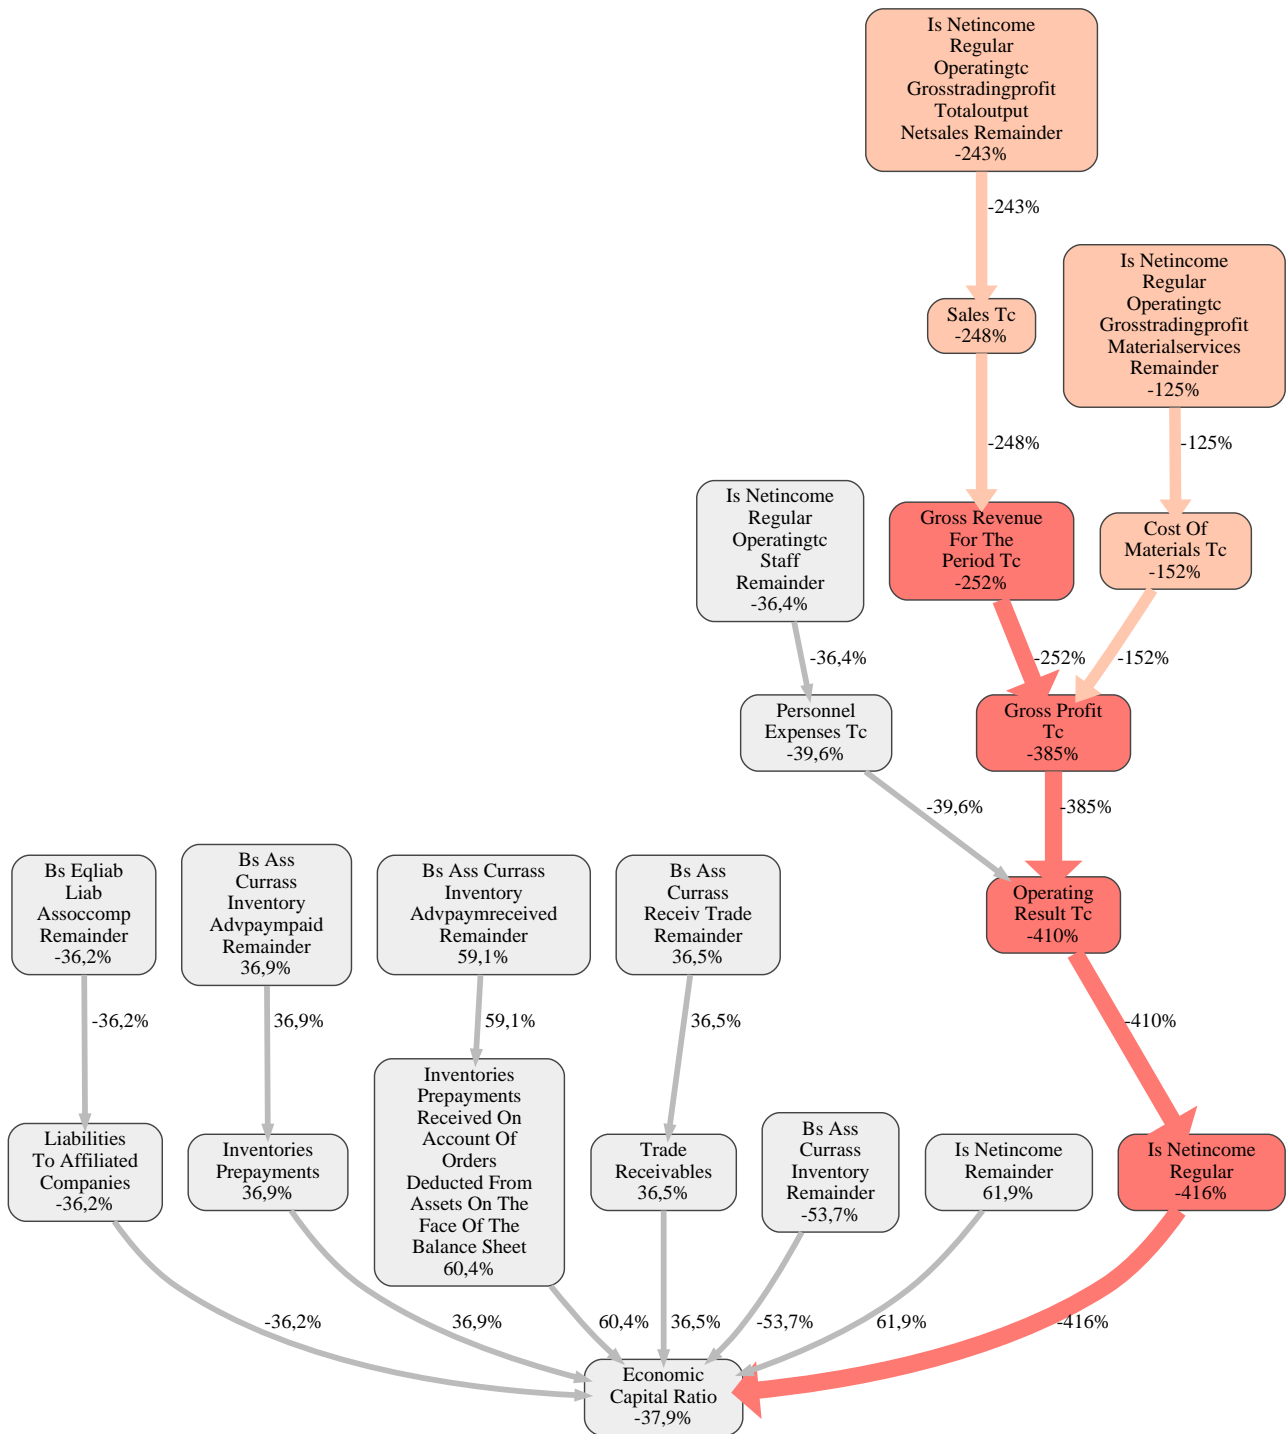 Is Netincome
Regular
Operatingtc
Grosstradingprofit
Totaloutput
Netsales Remainder
-243%
-243%
Is Netincome
Regular
Operatingtc
Grosstradingprofit
Materialservices
Remainder
-125%
Sales Tc
-248%
-248%
-125%
Is Netincome
Regular
Operatingtc
Staff
Remainder
-36,4%
Gross Revenue
For The
Period Tc
-252%
Cost Of
Materials Tc
-152%
-36,4%
-252%
-152%
Personnel
Expenses Tc
-39,6%
Gross Profit
Tc
-385%
-39,6%
-385%
Bs Eqliab
Liab
Assoccomp
Remainder
-36,2%
Bs Ass
Currass
Inventory
Advpaympaid
Remainder
36,9%
Bs Ass Currass
Inventory
Advpaymreceived
Remainder
59,1%
Bs Ass
Currass
Receiv Trade
Remainder
36,5%
Operating
Result Tc
-410%
-36,2%
36,9%
59,1%
36,5%
-410%
Liabilities
To Affiliated
Companies
-36,2%
Inventories
Prepayments
36,9%
Inventories
Prepayments
Received On
Account Of
Orders
Deducted From
Assets On The
Face Of The
Balance Sheet
60,4%
Trade
Receivables
36,5%
Bs Ass
Currass
Inventory
Remainder
-53,7%
Is Netincome
Remainder
61,9%
Is Netincome
Regular
-416%
-36,2%
36,9%
60,4%
36,5%
-53,7%
61,9%
-416%
Economic
Capital Ratio
-37,9%